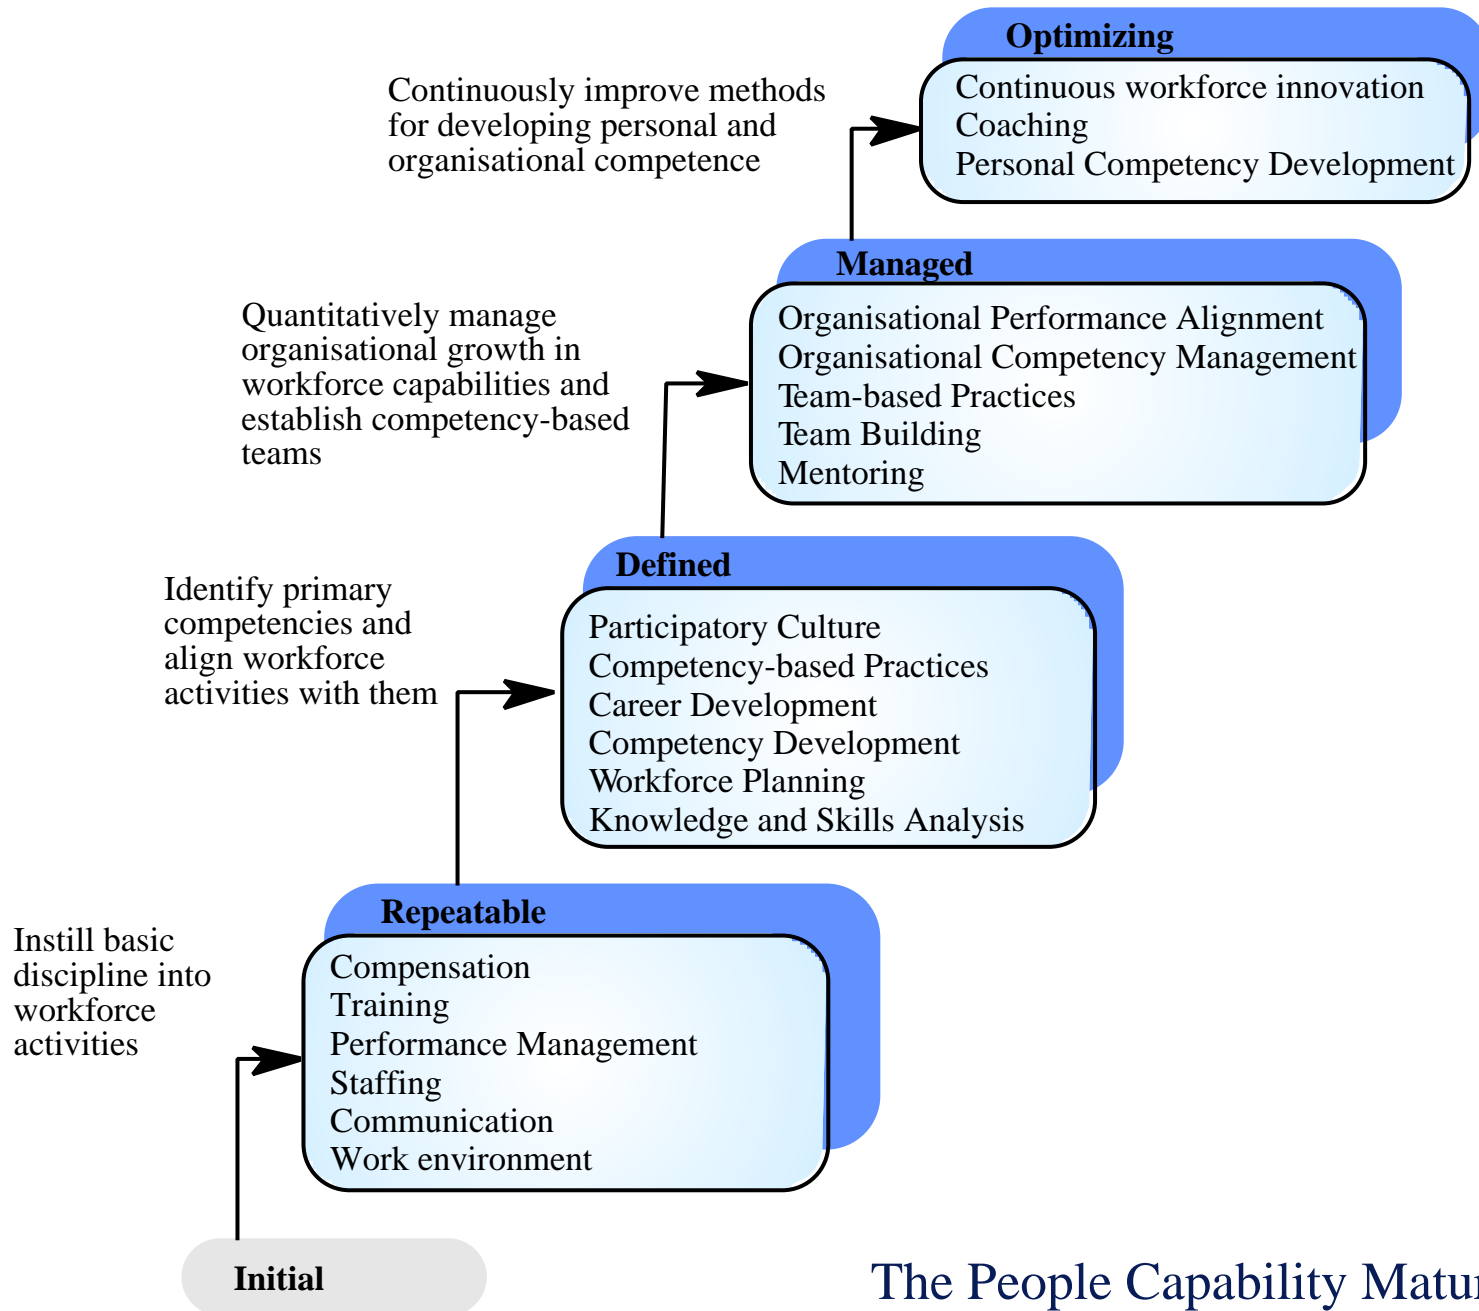 Optimizing
Continuous workforce innovation
Coaching
Personal Competency Development
Continuously improve methods
for developing personal and
organisational competence
Managed
Organisational Performance Alignment
Organisational Competency Management
Team-based Practices
Team Building
Mentoring
Quantitatively manage
organisational growth in
workforce capabilities and
establish competency-based
teams
Defined
Participatory Culture
Competency-based Practices
Career Development
Competency Development
Workforce Planning
Knowledge and Skills Analysis
Identify primary
competencies and
align workforce
activities with them
Repeatable
Compensation
Training
Performance Management
Staffing
Communication
Work environment
Instill basic
discipline into
workforce
activities
Initial
The People Capability Matur